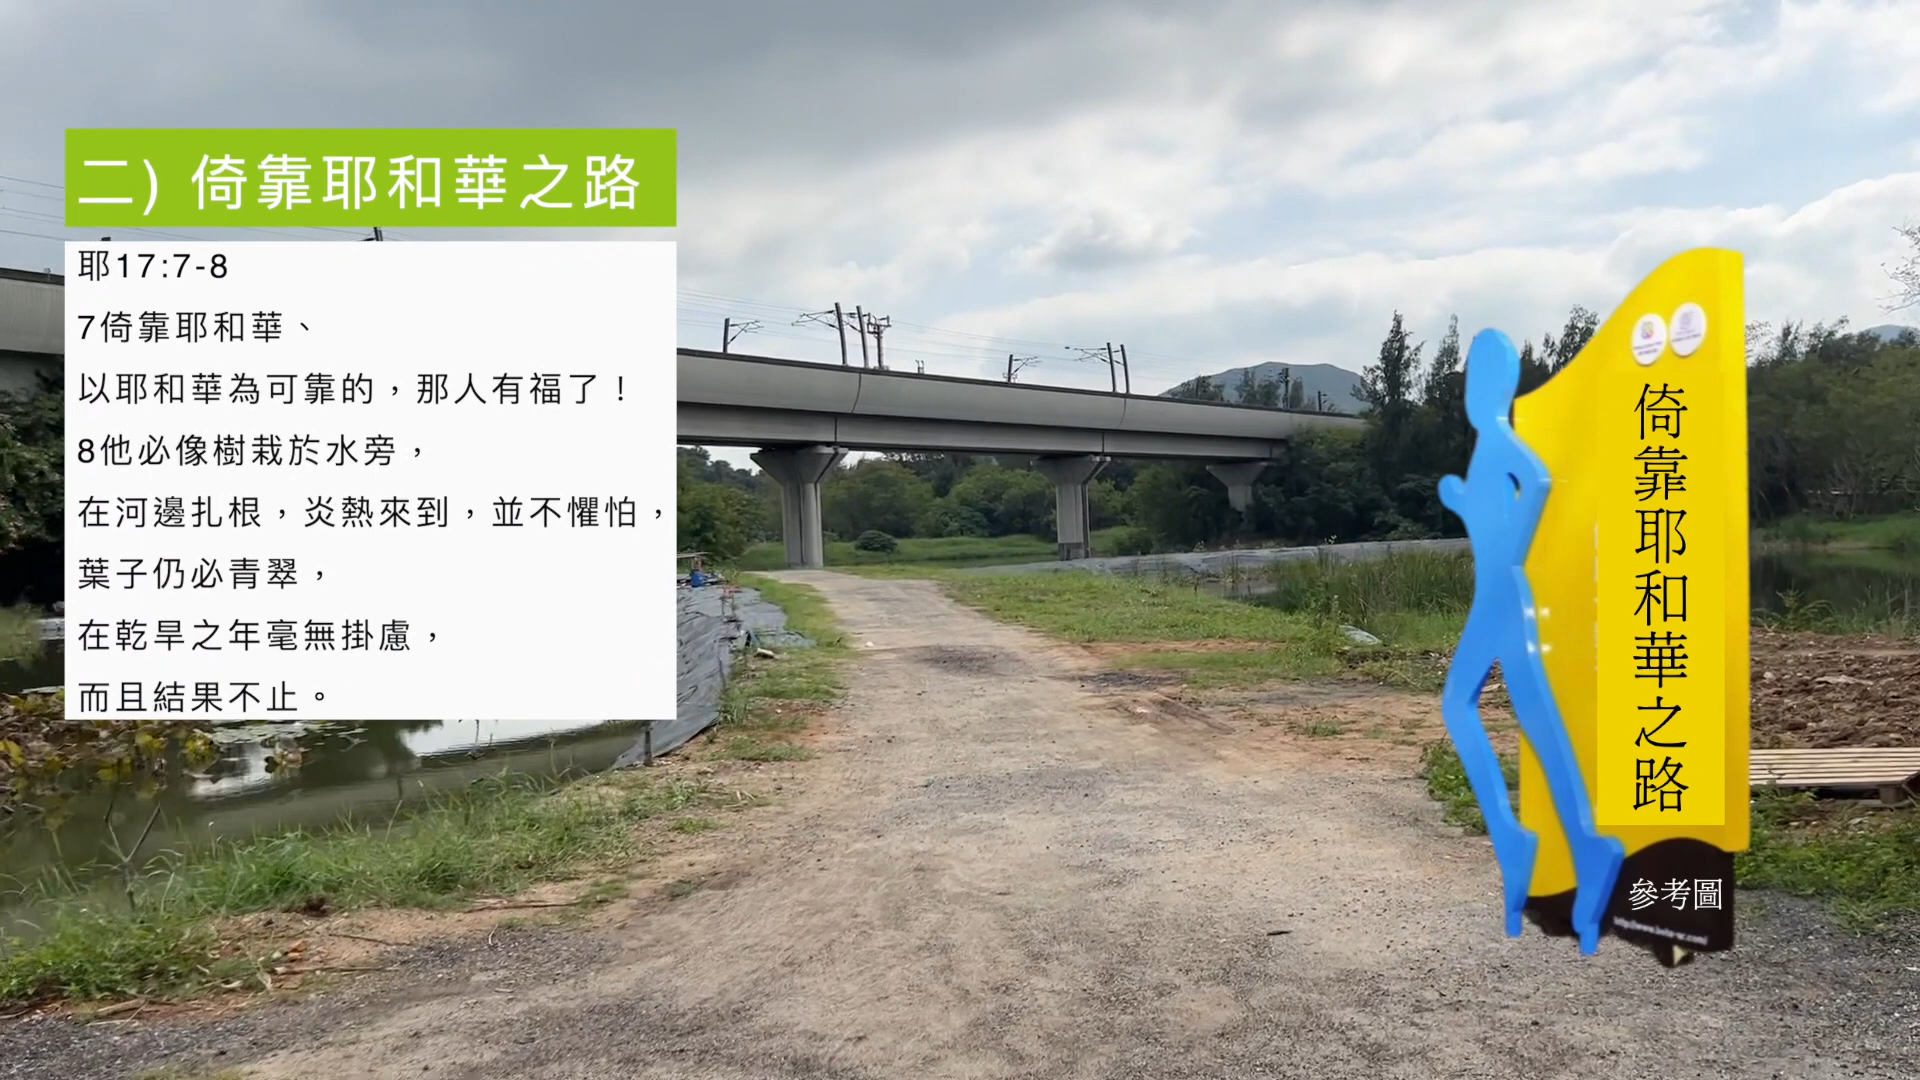 二) 倚靠耶和華之路
耶17:7-8
7倚靠耶和華、
以耶和華為可靠的，那人有福了！
8他必像樹栽於水旁，
在河邊扎根，炎熱來到，並不懼怕，
葉子仍必青翠，
在乾旱之年毫無掛慮，
而且結果不止。
倚靠耶和華之路
參考圖